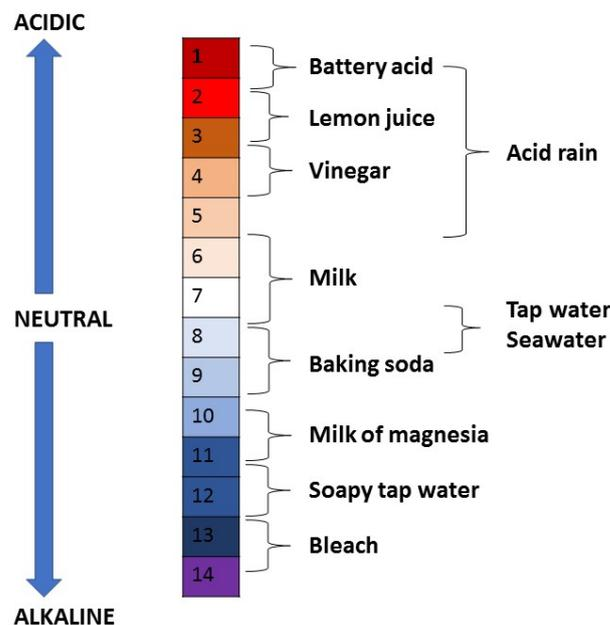 ACIDIC
1
Battery acid
2
Lemon juice
3
Acid rain
4
Vinegar
5
6
Milk
7
NEUTRAL
Tap water
Seawater
8
9
Baking soda
10
Milk of magnesia
11
12
Soapy tap water
13
Bleach
14
ALKALINE